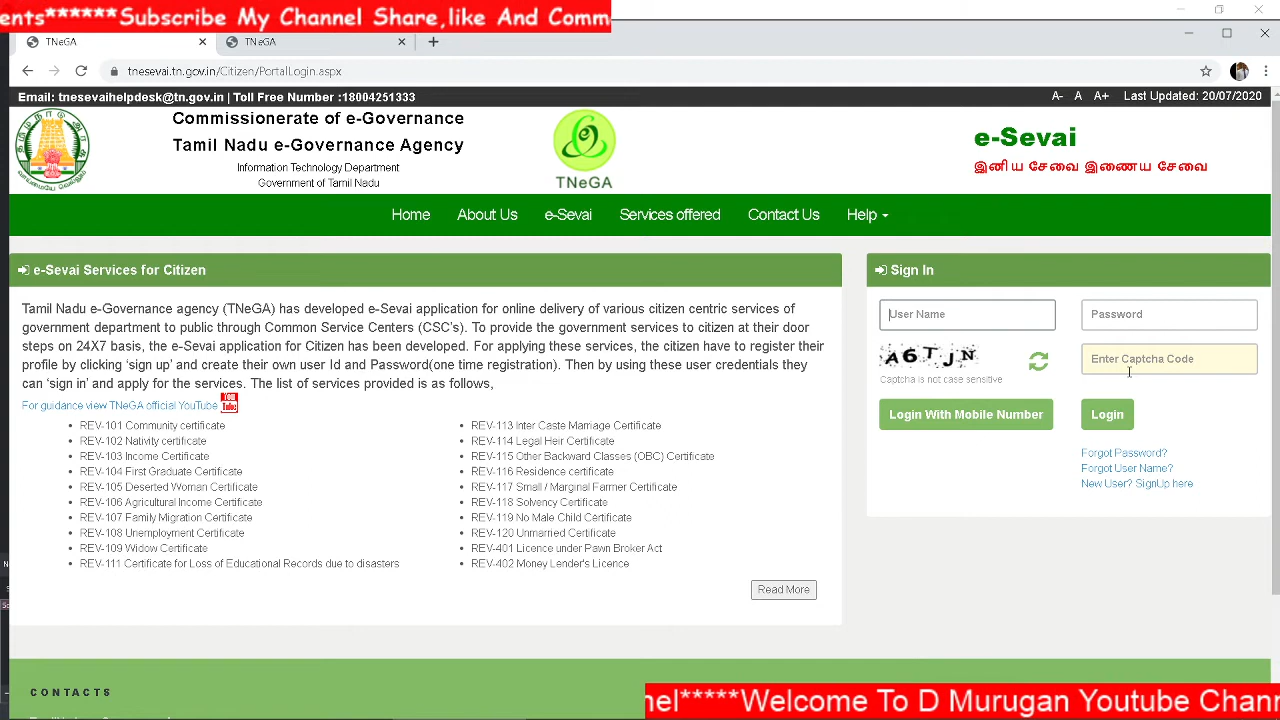 ents******Subscribe My Channel Share,like And Comm
TNeGA
TNeGA
tnesevai.tn.gov.in/Citizen/PortalLogin.aspx
Email: tnesevaihelpdesk@tn.gov.in | Toll Free Number :18004251333
A- A A+ Last Updated: 20/07/2020
Commissionerate of e-Governance
Tamil Nadu e-Governance Agency
Information Technology Department
Government of Tamil Nadu
TNeGA
e-Sevai
இனிய சேவை இணைய சேவை
Home About Us e-Sevai Services offered Contact Us Help
e-Sevai Services for Citizen
Tamil Nadu e-Governance agency (TNeGA) has developed e-Sevai application for online delivery of various citizen centric services of
government department to public through Common Service Centers (CSC's). To provide the government services to citizen at their door
steps on 24X7 basis, the e-Sevai application for Citizen has been developed. For applying these services, the citizen have to register their
profile by clicking 'sign up' and create their own user Id and Password(one time registration). Then by using these user credentials they
can 'sign in' and apply for the services. The list of services provided is as follows,
For guidance view TNeGA official YouTube You Tube
REV-101 Community certificate
REV-102 Nativity certificate
REV-103 Income Certificate
REV-104 First Graduate Certificate
REV-105 Deserted Woman Certificate
REV-106 Agricultural Income Certificate
REV-107 Family Migration Certificate
REV-108 Unemployment Certificate
REV-109 Widow Certificate
REV-111 Certificate for Loss of Educational Records due to disasters
REV-113 Inter Caste Marriage Certificate
REV-114 Legal Heir Certificate
REV-115 Other Backward Classes (OBC) Certificate
REV-116 Residence certificate
REV-117 Small / Marginal Farmer Certificate
REV-118 Solvency Certificate
REV-119 No Male Child Certificate
REV-120 Unmarried Certificate
REV-401 Licence under Pawn Broker Act
REV-402 Money Lender's Licence
Read More
Sign In
User Name
Password
A6TJN
Enter Captcha Code
Captcha is not case sensitive
Login With Mobile Number
Login
Forgot Password?
Forgot User Name?
New User? SignUp here
CONTACTS
nel*****Welcome To D Murugan Youtube Chann